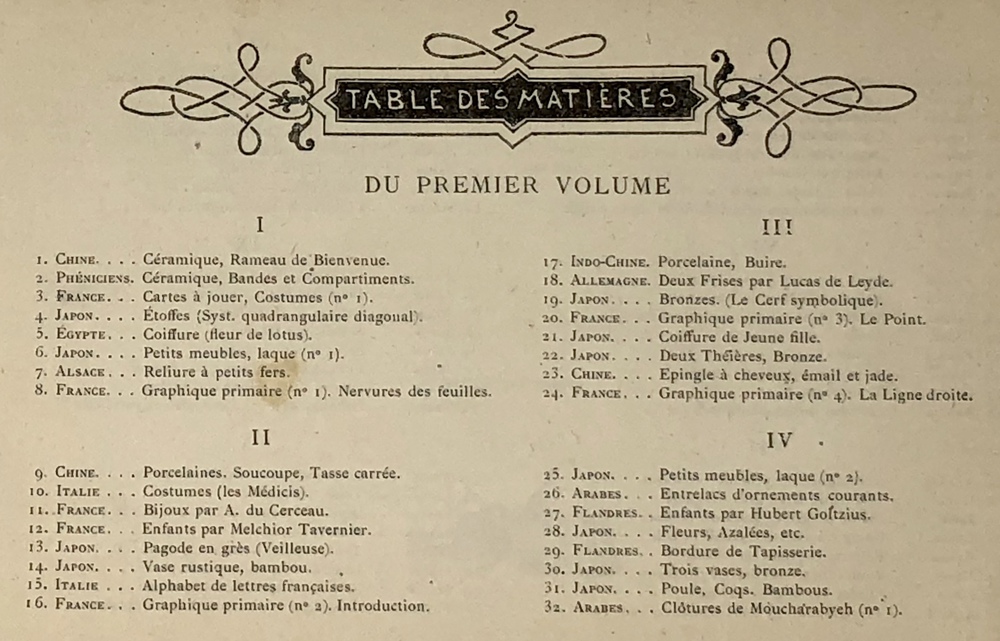 TABLE DES MATIÈRES
DU PREMIER VOLUME
I
1. CHINE. . . . Céramique, Rameau de Bienvenue.
2. PHÉNICIENS. Céramique, Bandes et Compartiments.
3. FRANCE. . . Cartes à jouer, Costumes (nº 1).
4. JAPON. . . . Étoffes (Syst. quadrangulaire diagonal).
5. ÉGYPTE. . . Coiffure (fleur de lotus).
6. JAPON. . . . Petits meubles, laque (nº 1).
7. ALSACE. . . Reliure à petits fers.
8. FRANCE. . . Graphique primaire (nº 1). Nervures des feuilles.
II
9. CHINE. . . . Porcelaines. Soucoupe, Tasse carrée.
10. ITALIE . . . Costumes (les Médicis).
11. FRANCE. . . Bijoux par A. du Cerceau.
12. FRANCE. . . Enfants par Melchior Tavernier.
13. JAPON. . . . Pagode en grès (Veilleuse).
14. JAPON. . . . Vase rustique, bambou.
15. ITALIE . . . Alphabet de lettres françaises.
16. FRANCE. . . Graphique primaire (nº 2). Introduction.
III
17. INDO-CHINE. Porcelaine, Buire.
18. ALLEMAGNE. Deux Frises par Lucas de Leyde.
19. JAPON. . . . Bronzes. (Le Cerf symbolique).
20. FRANCE. . . Graphique primaire (nº 3). Le Point.
21. JAPON. . . . Coiffure de Jeune fille.
22. JAPON. . . . Deux Théières, Bronze.
23. CHINE. . . . Epingle à cheveux, émail et jade.
24. FRANCE. . . Graphique primaire (nº 4). La Ligne droite.
IV
25. JAPON. . . . Petits meubles, laque (nº 2).
26. ARABES. . . Entrelacs d'ornements courants.
27. FLANDRES. . Enfants par Hubert Goltzius.
28. JAPON. . . . Fleurs, Azalées, etc.
29. FLANDRES. . Bordure de Tapisserie.
30. JAPON. . . . Trois vases, bronze.
31. JAPON. . . . Poule, Coqs. Bambous.
32. ARABES. . . Clôtures de Moucharabyeh (nº 1).